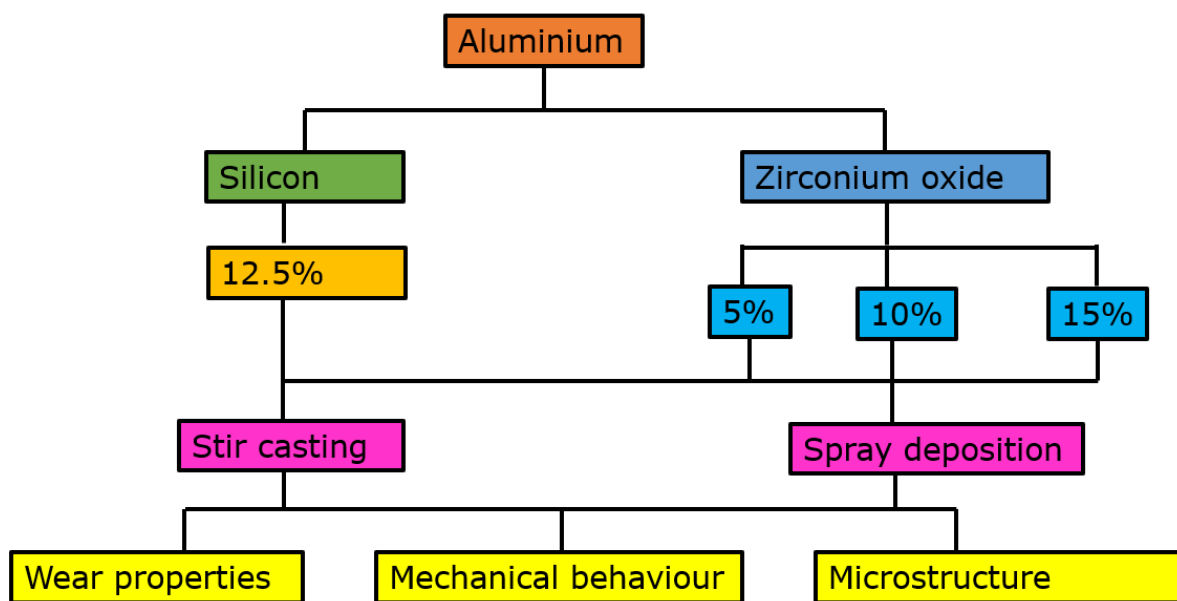 Aluminium
Silicon
Zirconium oxide
12.5%
5%
10%
15%
Stir casting
Spray deposition
Wear properties
Mechanical behaviour
Microstructure